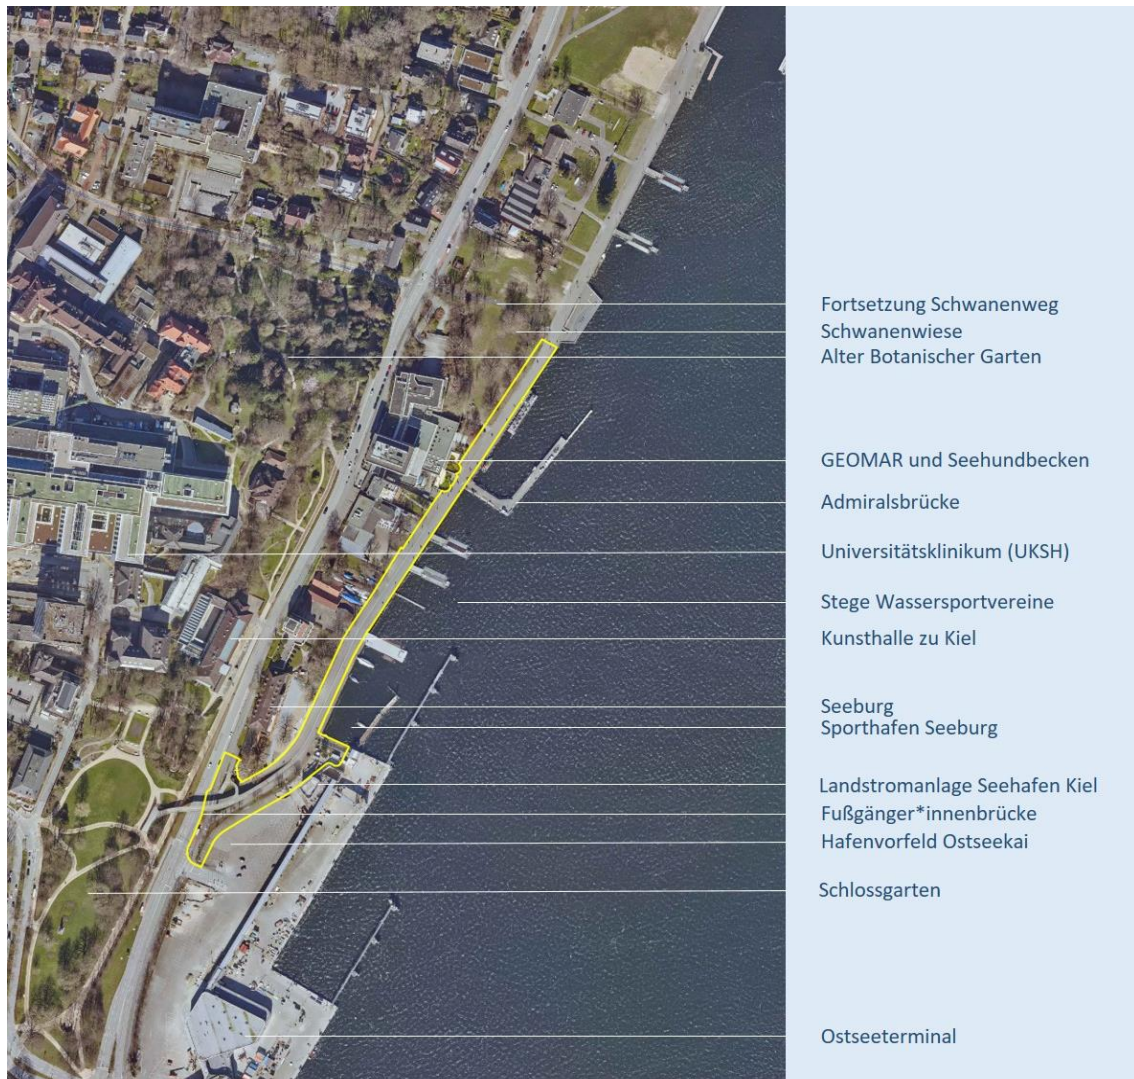 Fortsetzung Schwanenweg
Schwanenwiese
Alter Botanischer Garten
GEOMAR und Seehundbecken
Admiralsbrücke
Universitätsklinikum (UKSH)
Stege Wassersportvereine
Kunsthalle zu Kiel
Seeburg
Sporthafen Seeburg
Landstromanlage Seehafen Kiel
Fußgänger*innenbrücke
Hafenvorfeld Ostseekai
Schlossgarten
Ostseeterminal